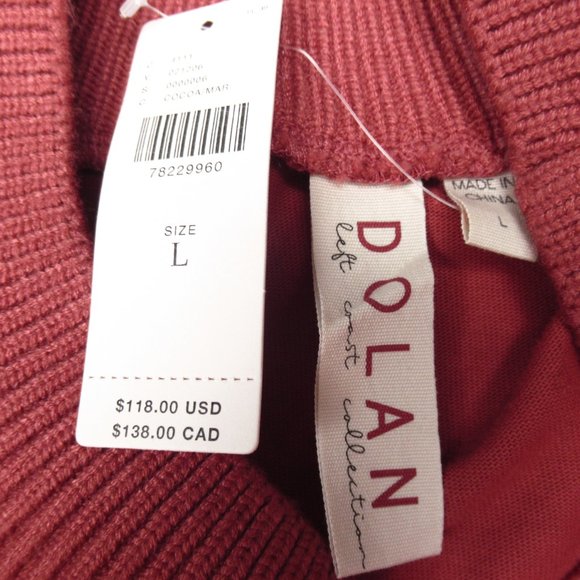 COCOA/MAR
78229960
SIZE
L
$118.00 USD
$138.00 CAD
DOLAN
left coast collection
MADE IN
CHINA
L